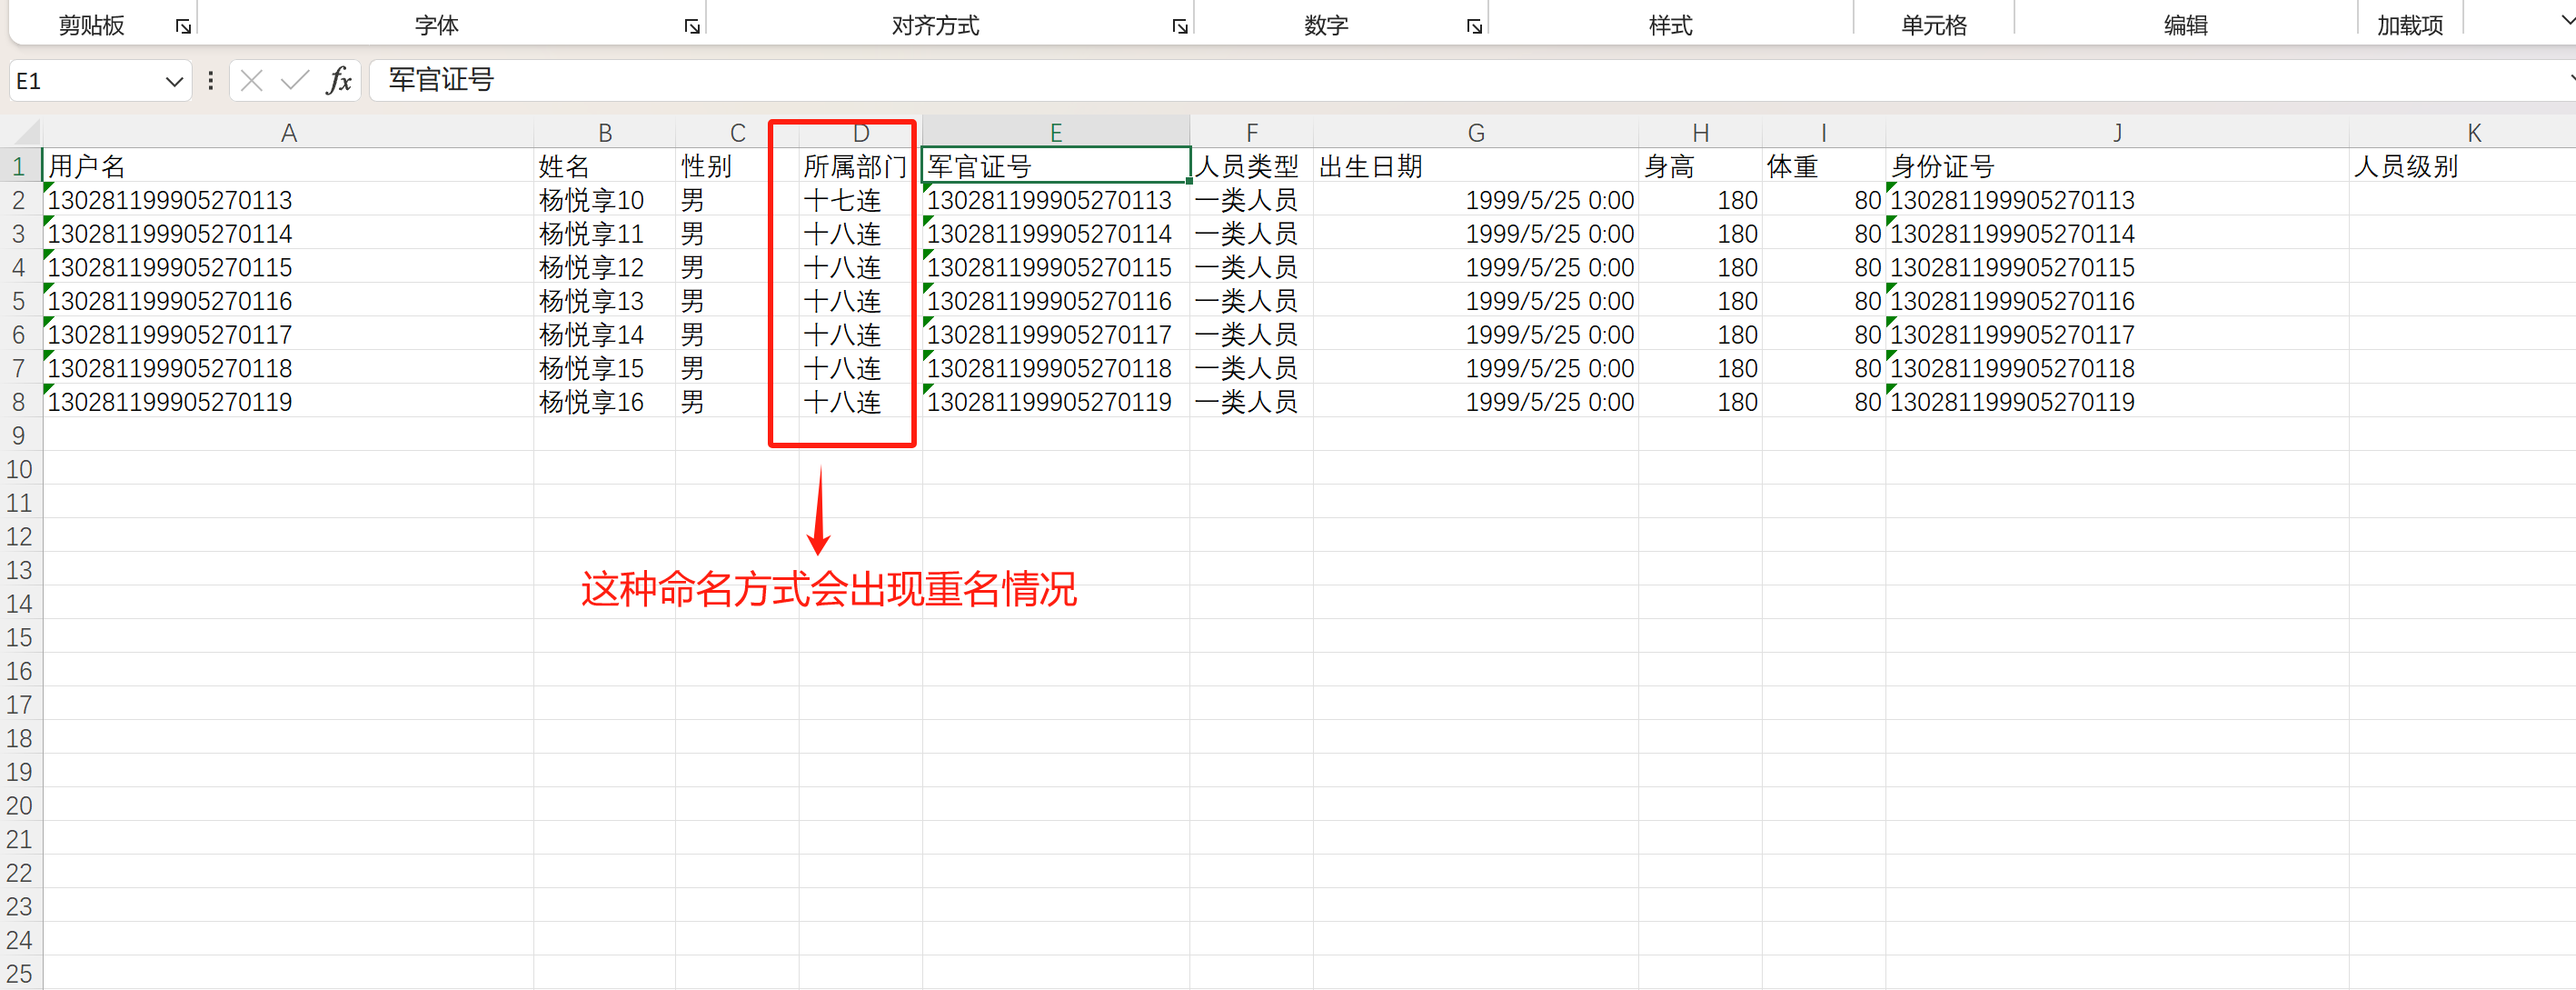 剪贴板 字体 对齐方式 数字 样式 单元格 编辑 加载项
E1 fx 军官证号
A B C D E F G H I J K
1 用户名 姓名 性别 所属部门 军官证号 人员类型 出生日期 身高 体重 身份证号 人员级别
2 130281199905270113 杨悦享10 男 十七连 130281199905270113 一类人员 1999/5/25 0:00 180 80 130281199905270113
3 130281199905270114 杨悦享11 男 十八连 130281199905270114 一类人员 1999/5/25 0:00 180 80 130281199905270114
4 130281199905270115 杨悦享12 男 十八连 130281199905270115 一类人员 1999/5/25 0:00 180 80 130281199905270115
5 130281199905270116 杨悦享13 男 十八连 130281199905270116 一类人员 1999/5/25 0:00 180 80 130281199905270116
6 130281199905270117 杨悦享14 男 十八连 130281199905270117 一类人员 1999/5/25 0:00 180 80 130281199905270117
7 130281199905270118 杨悦享15 男 十八连 130281199905270118 一类人员 1999/5/25 0:00 180 80 130281199905270118
8 130281199905270119 杨悦享16 男 十八连 130281199905270119 一类人员 1999/5/25 0:00 180 80 130281199905270119
9
10
11
12
13
这种命名方式会出现重名情况
14
15
16
17
18
19
20
21
22
23
24
25